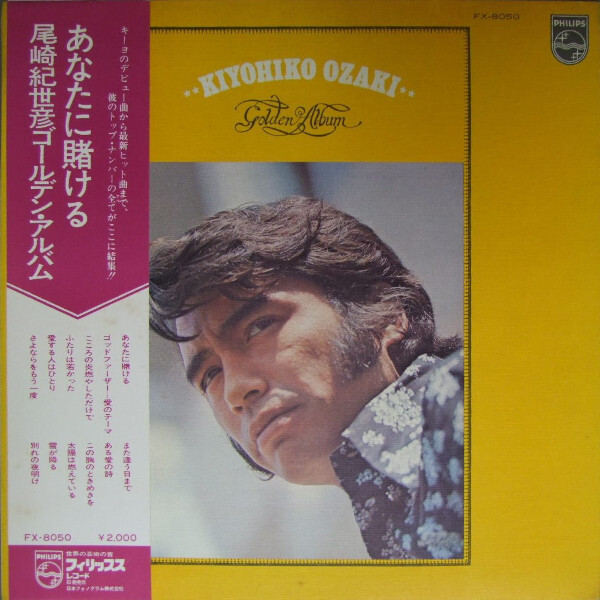 FX-8050
PHILIPS
KIYOHIKO OZAKI
Golden Album
あなたに賭ける
尾崎紀世彦ゴールデン・アルバム
キーヨのデビュー曲から最新ヒット曲まで、
彼のトップ・ナンバーの全てがここに結集!!
あなたに賭ける
ゴッドファーザー〜愛のテーマ
こころの炎燃やしただけで
ふたりは若かった
愛する人はひとり
さよならをもう一度
また逢う日まで
ある愛の詩
この胸のときめきを
太陽は燃えている
雪が降る
別れの夜明け
FX-8050 ¥2,000
PHILIPS
世界の芸術の言
フィリップス
レコード
日本フォノグラム株式会社